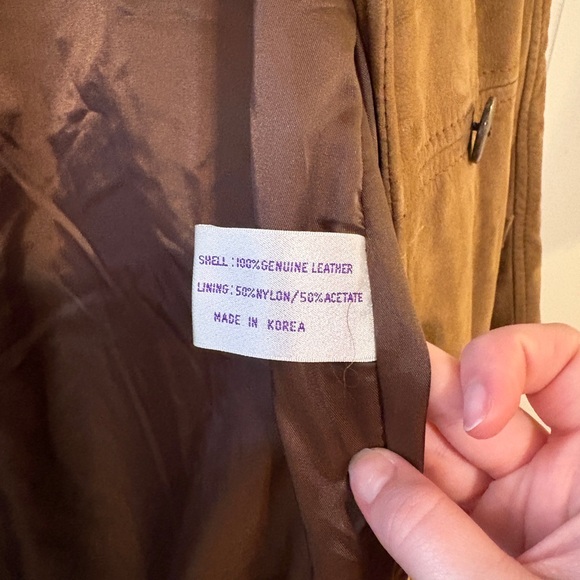 SHELL : 100%GENUINE LEATHER
LINING : 50%NYLON/50%ACETATE
MADE IN KOREA